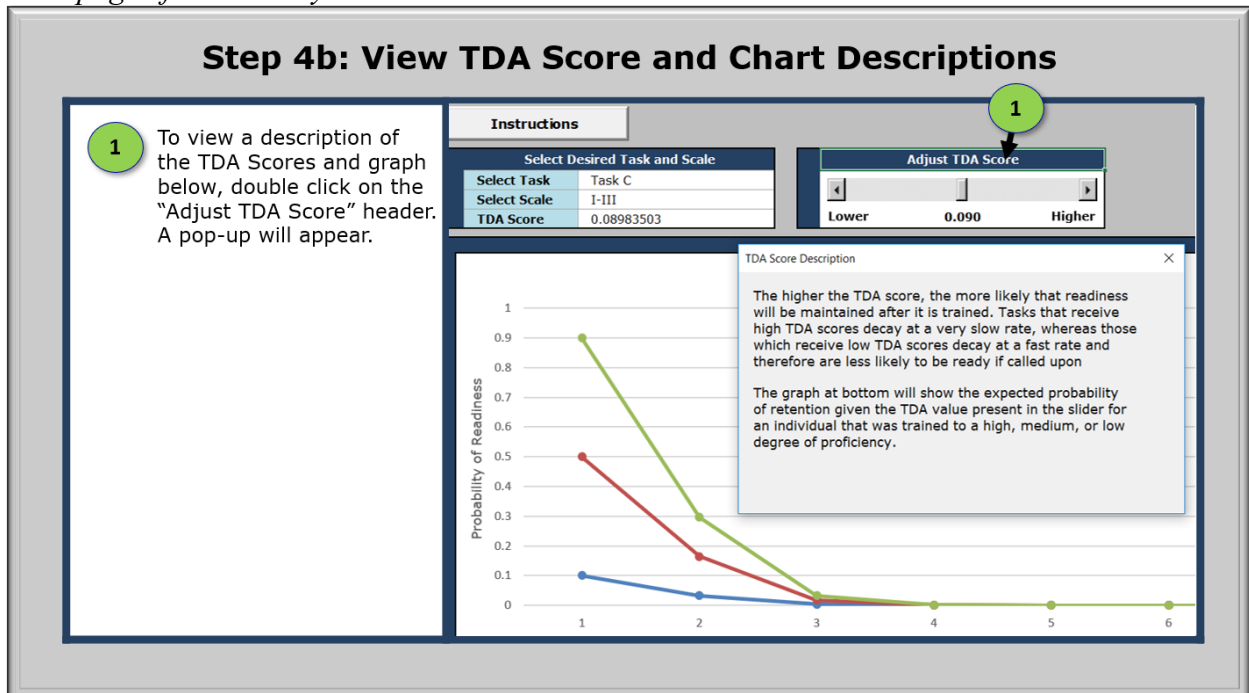 Step 4b: View TDA Score and Chart Descriptions
1
To view a description of
the TDA Scores and graph
below, double click on the
“Adjust TDA Score” header.
A pop-up will appear.
Instructions
Select Desired Task and Scale
Select Task Task C
Select Scale I-III
TDA Score 0.08983503
1
Adjust TDA Score
Lower 0.090 Higher
TDA Score Description
The higher the TDA score, the more likely that readiness
will be maintained after it is trained. Tasks that receive
high TDA scores decay at a very slow rate, whereas those
which receive low TDA scores decay at a fast rate and
therefore are less likely to be ready if called upon
The graph at bottom will show the expected probability
of retention given the TDA value present in the slider for
an individual that was trained to a high, medium, or low
degree of proficiency.
Probability of Readiness
1
0.9
0.8
0.7
0.6
0.5
0.4
0.3
0.2
0.1
0
1 2 3 4 5 6